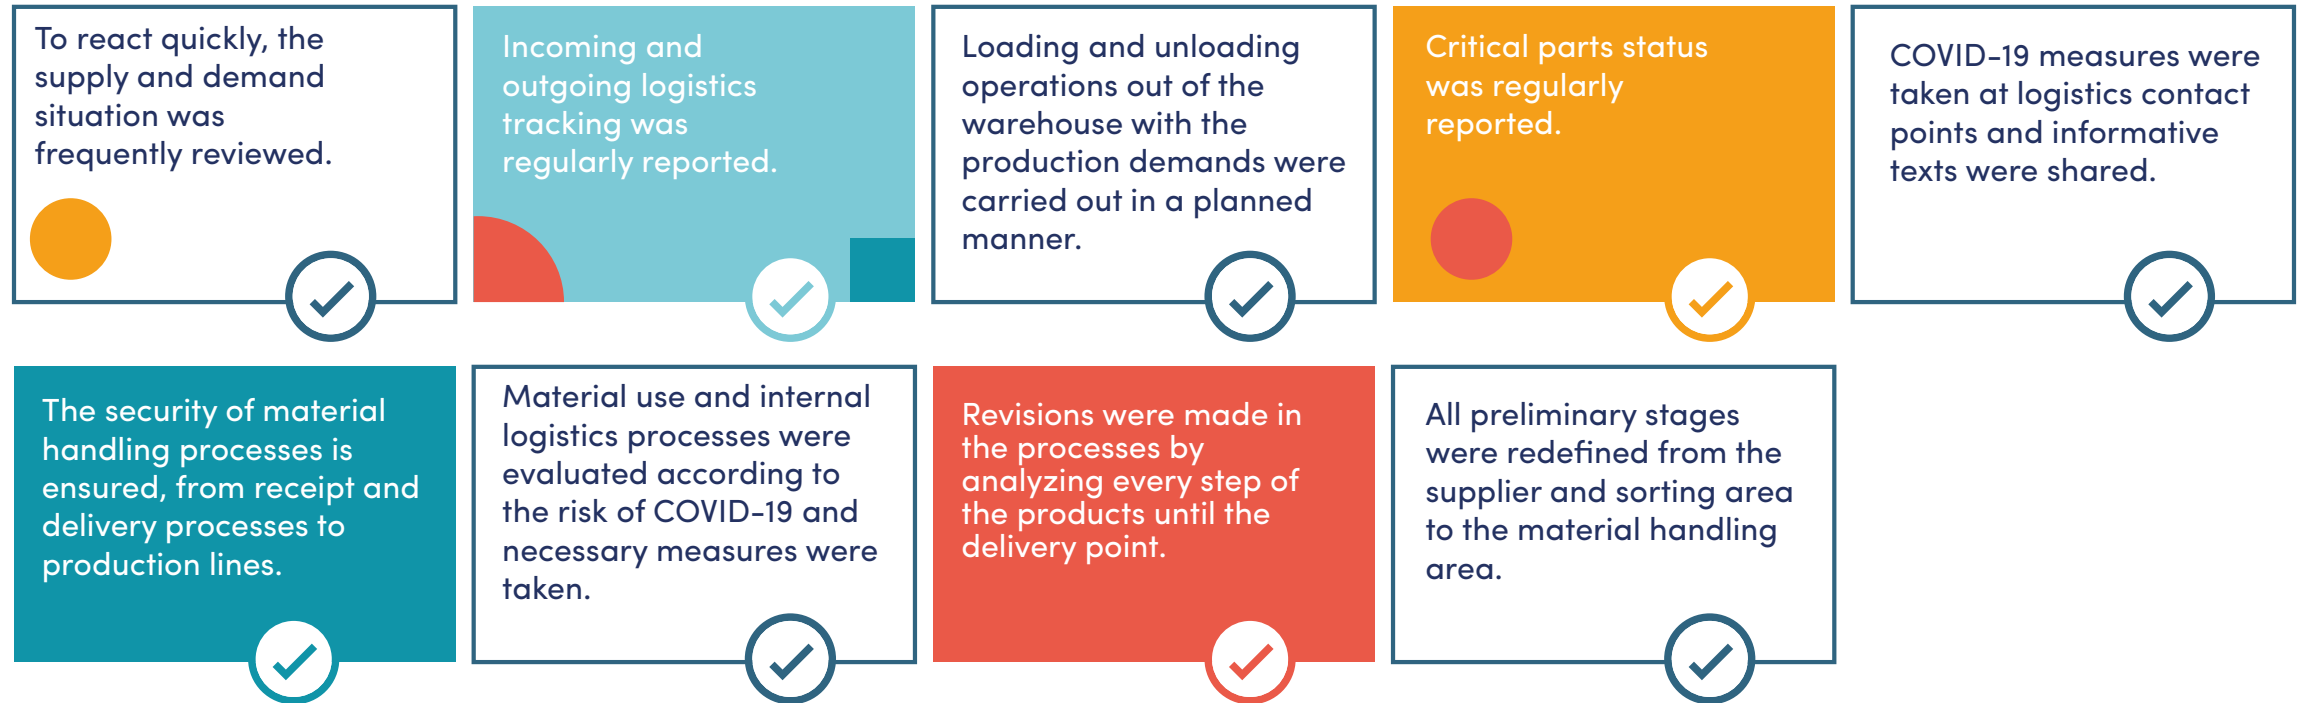 To react quickly, the
supply and demand
situation was
frequently reviewed.
Incoming and
outgoing logistics
tracking was
regularly reported.
Loading and unloading
operations out of the
warehouse with the
production demands were
carried out in a planned
manner.
Critical parts status
was regularly
reported.
COVID-19 measures were
taken at logistics contact
points and informative
texts were shared.
The security of material
handling processes is
ensured, from receipt and
delivery processes to
production lines.
Material use and internal
logistics processes were
evaluated according to
the risk of COVID-19 and
necessary measures were
taken.
Revisions were made in
the processes by
analyzing every step of
the products until the
delivery point.
All preliminary stages
were redefined from the
supplier and sorting area
to the material handling
area.